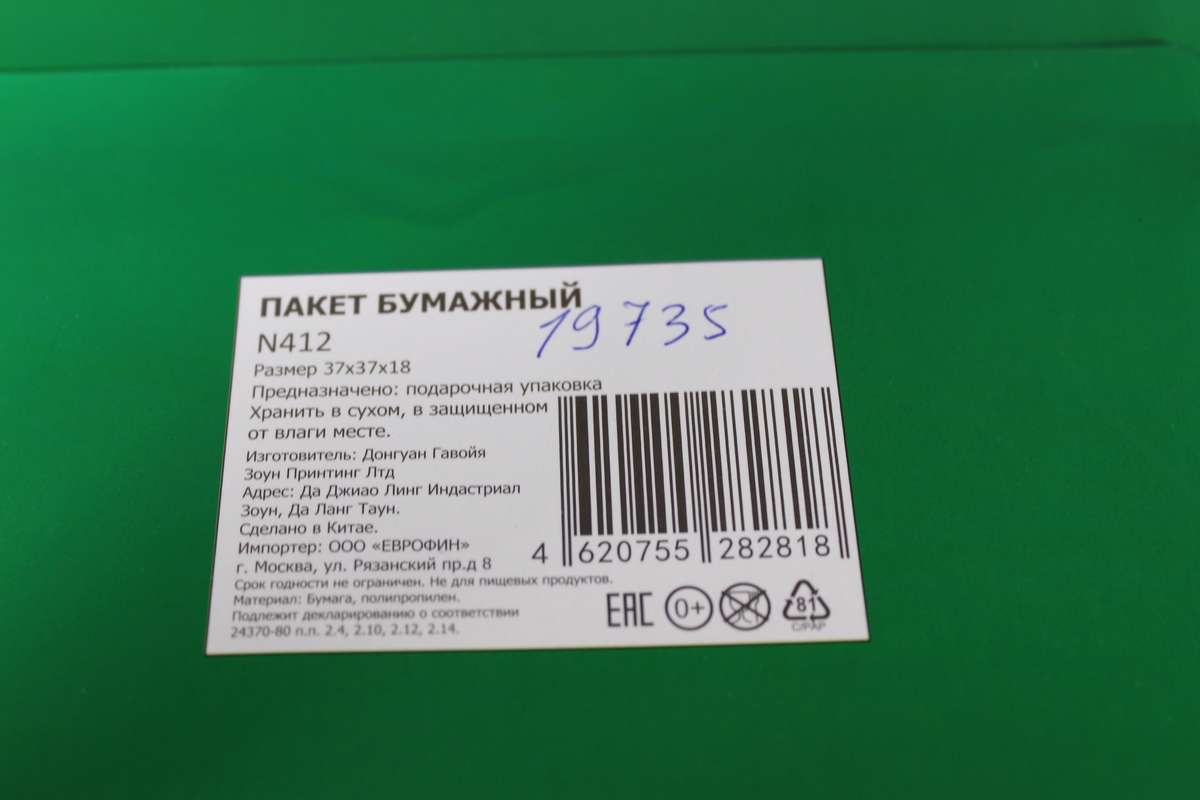 ПАКЕТ БУМАЖНЫЙ
19735
N412
Размер 37х37х18
Предназначено: подарочная упаковка
Хранить в сухом, в защищенном
от влаги месте.
Изготовитель: Донгуан Гавойя
Зоун Принтинг Лтд
Адрес: Да Джиао Линг Индастриал
Зоун, Да Ланг Таун.
Сделано в Китае.
Импортер: ООО «ЕВРОФИН»
г. Москва, ул. Рязанский пр.д 8
Срок годности не ограничен. Не для пищевых продуктов.
Материал: Бумага, полипропилен.
Подлежит декларированию о соответствии
24370-80 п.п. 2.4, 2.10, 2.12, 2.14.
4 620755 282818
EAC 0+ 81
C/PAP